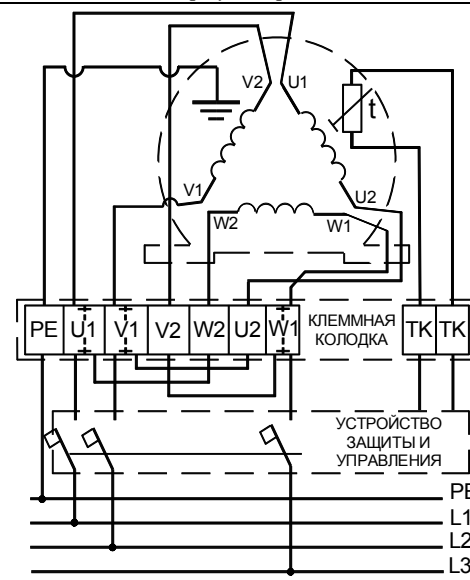 V2 U1
t
V1
U2
W2
W1
PE U1 V1 V2 W2 U2 W1
КЛЕММНАЯ
КОЛОДКА
TK TK
УСТРОЙСТВО
ЗАЩИТЫ И
УПРАВЛЕНИЯ
PE
L1
L2
L3